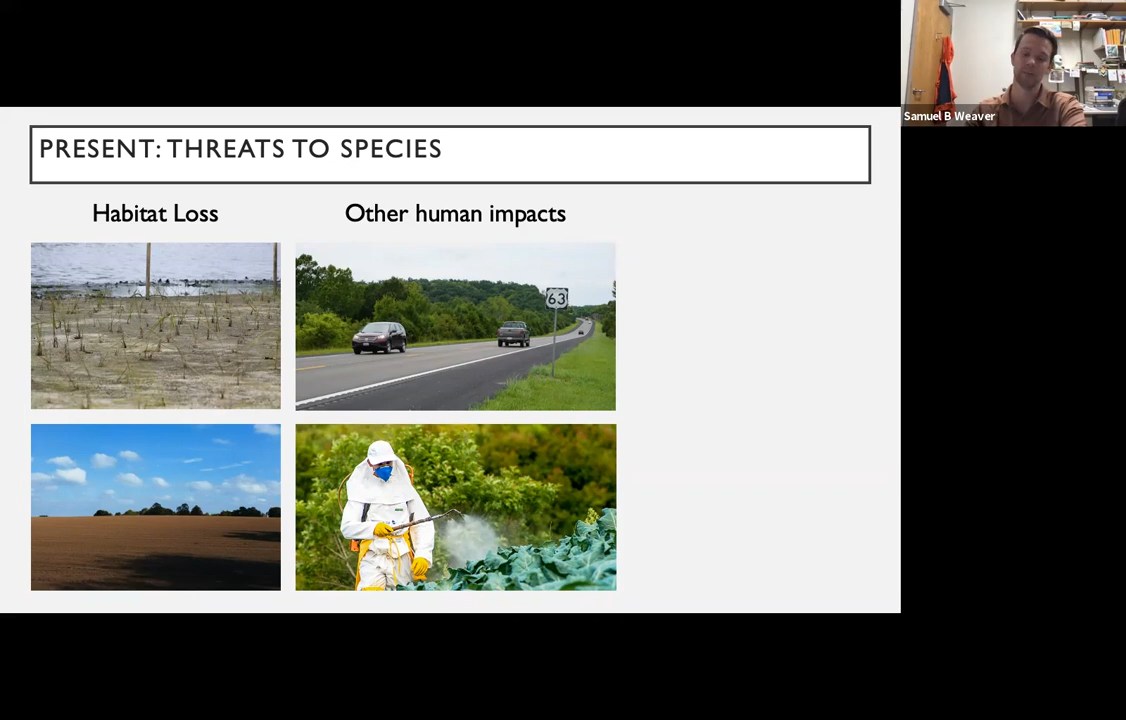 PRESENT: THREATS TO SPECIES
Habitat Loss
Other human impacts
63
Samuel B Weaver